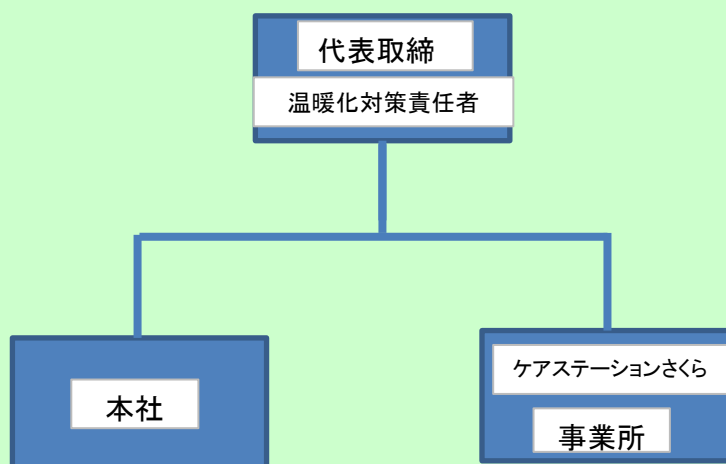 代表取締
温暖化対策責任者
本社
ケアステーションさくら
事業所